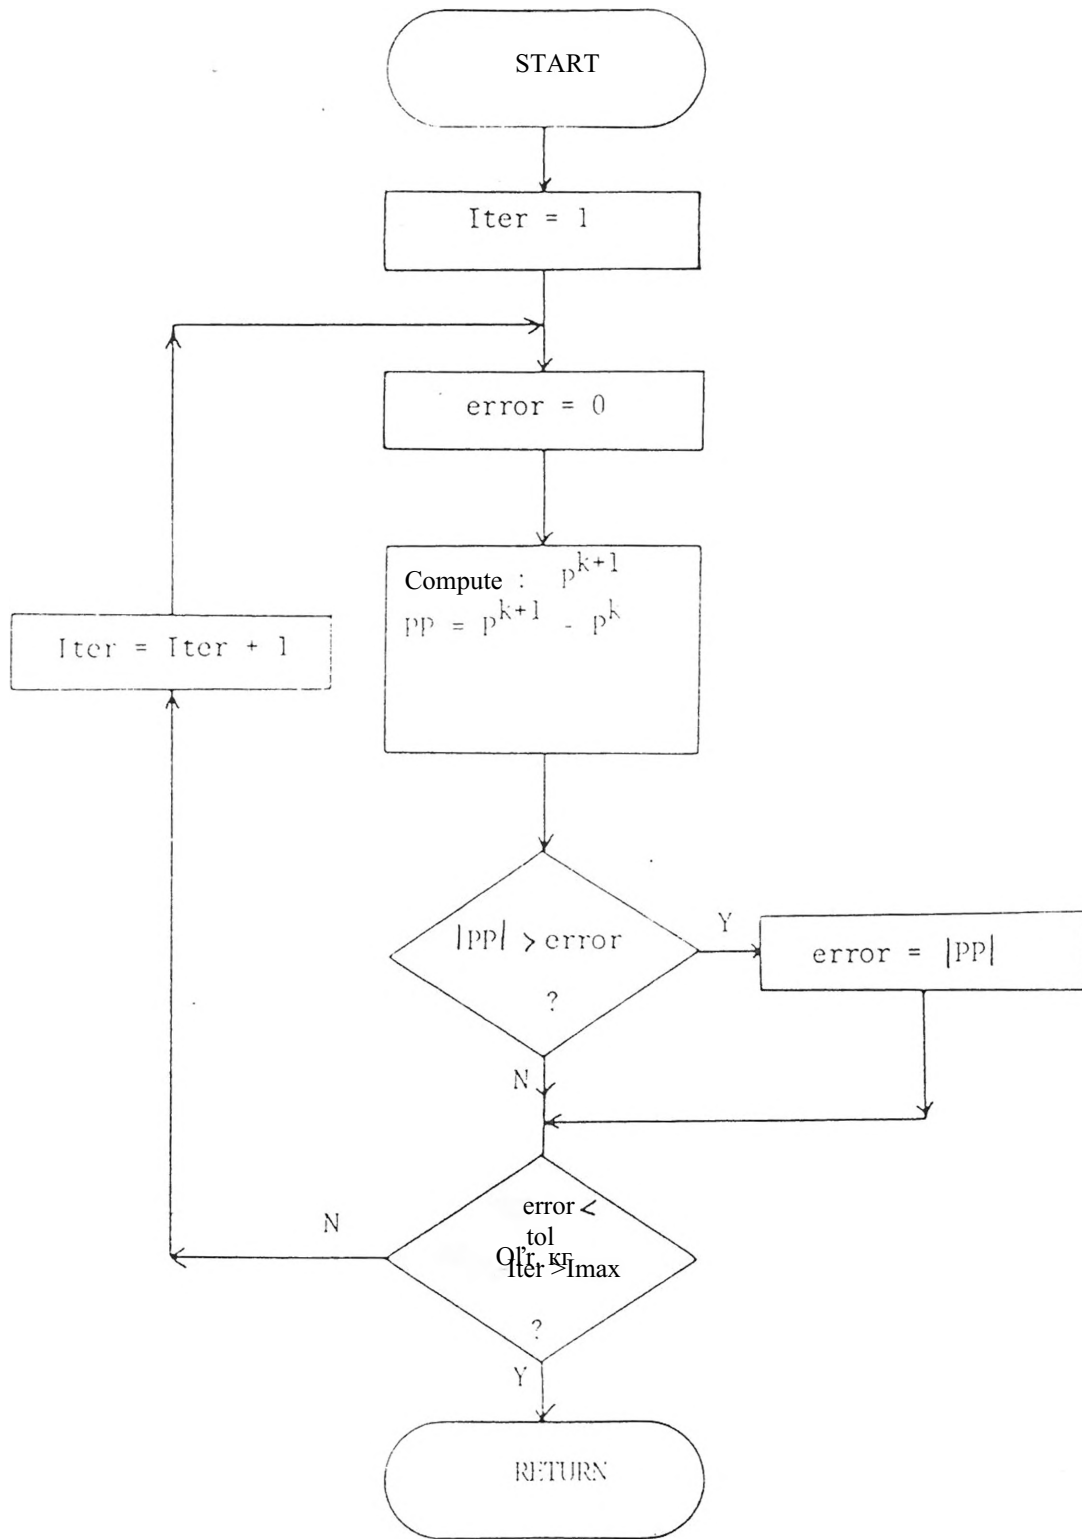 START
Iter = 1
error = 0
Compute : p^{k+1}
pp = p^{k+1} - p^k
Iter = Iter + 1
|pp| > error
?
Y
error = |pp|
N
N
error <
tol
Iter >Imax
?
Y
RETURN